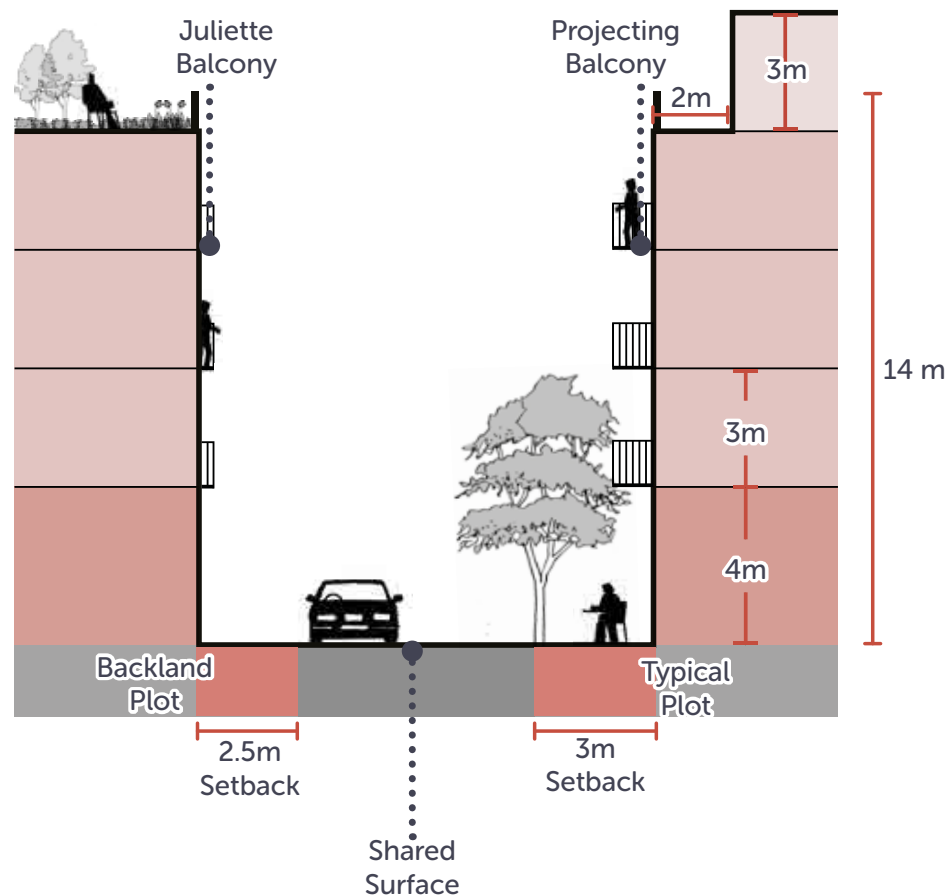 Juliette
Balcony
Projecting
Balcony
3m
2m
14 m
3m
4m
Backland
Plot
Typical
Plot
2.5m
Setback
3m
Setback
Shared
Surface